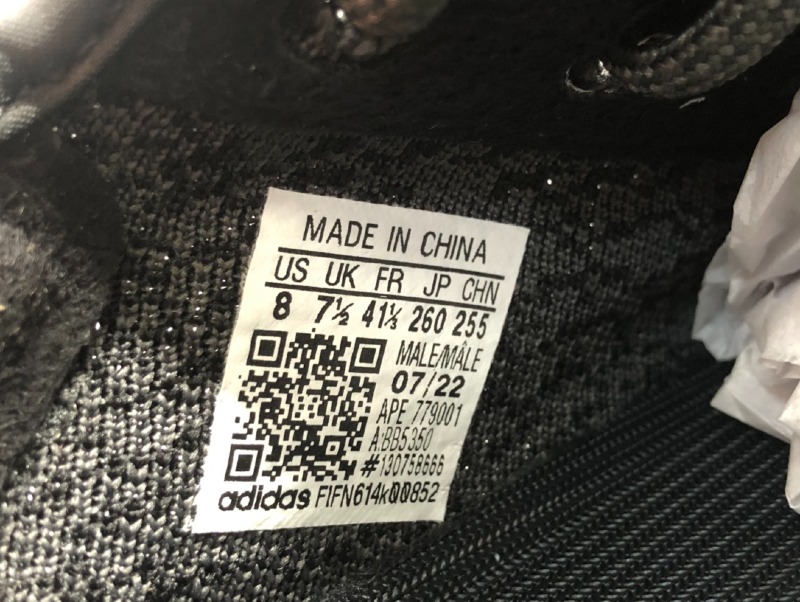 MADE IN CHINA
US UK FR JP CHN
8 7½ 41⅓ 260 255
MALE/MÂLE
07/22
APE 779001
A:BB5350
#130758666
adidas FIFN614k00852